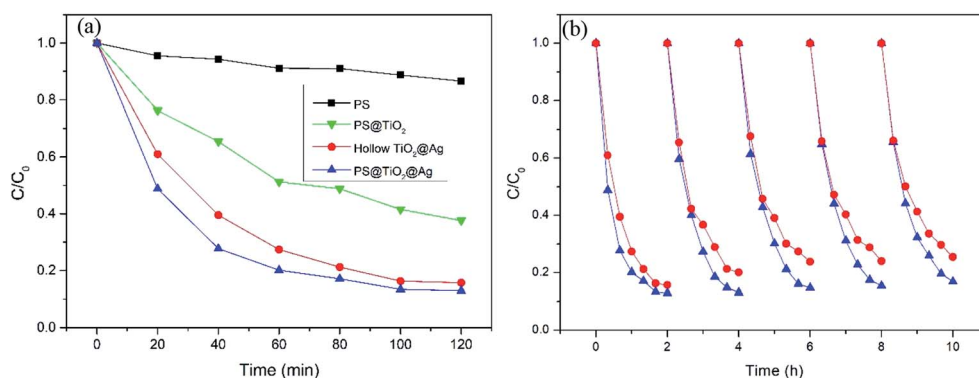 (a)
1.0
0.8
0.6
0.4
0.2
0.0
C/C₀
PS
PS@TiO₂
Hollow TiO₂@Ag
PS@TiO₂@Ag
0 20 40 60 80 100 120
Time (min)
(b)
1.0
0.8
0.6
0.4
0.2
0.0
C/C₀
0 2 4 6 8 10
Time (h)